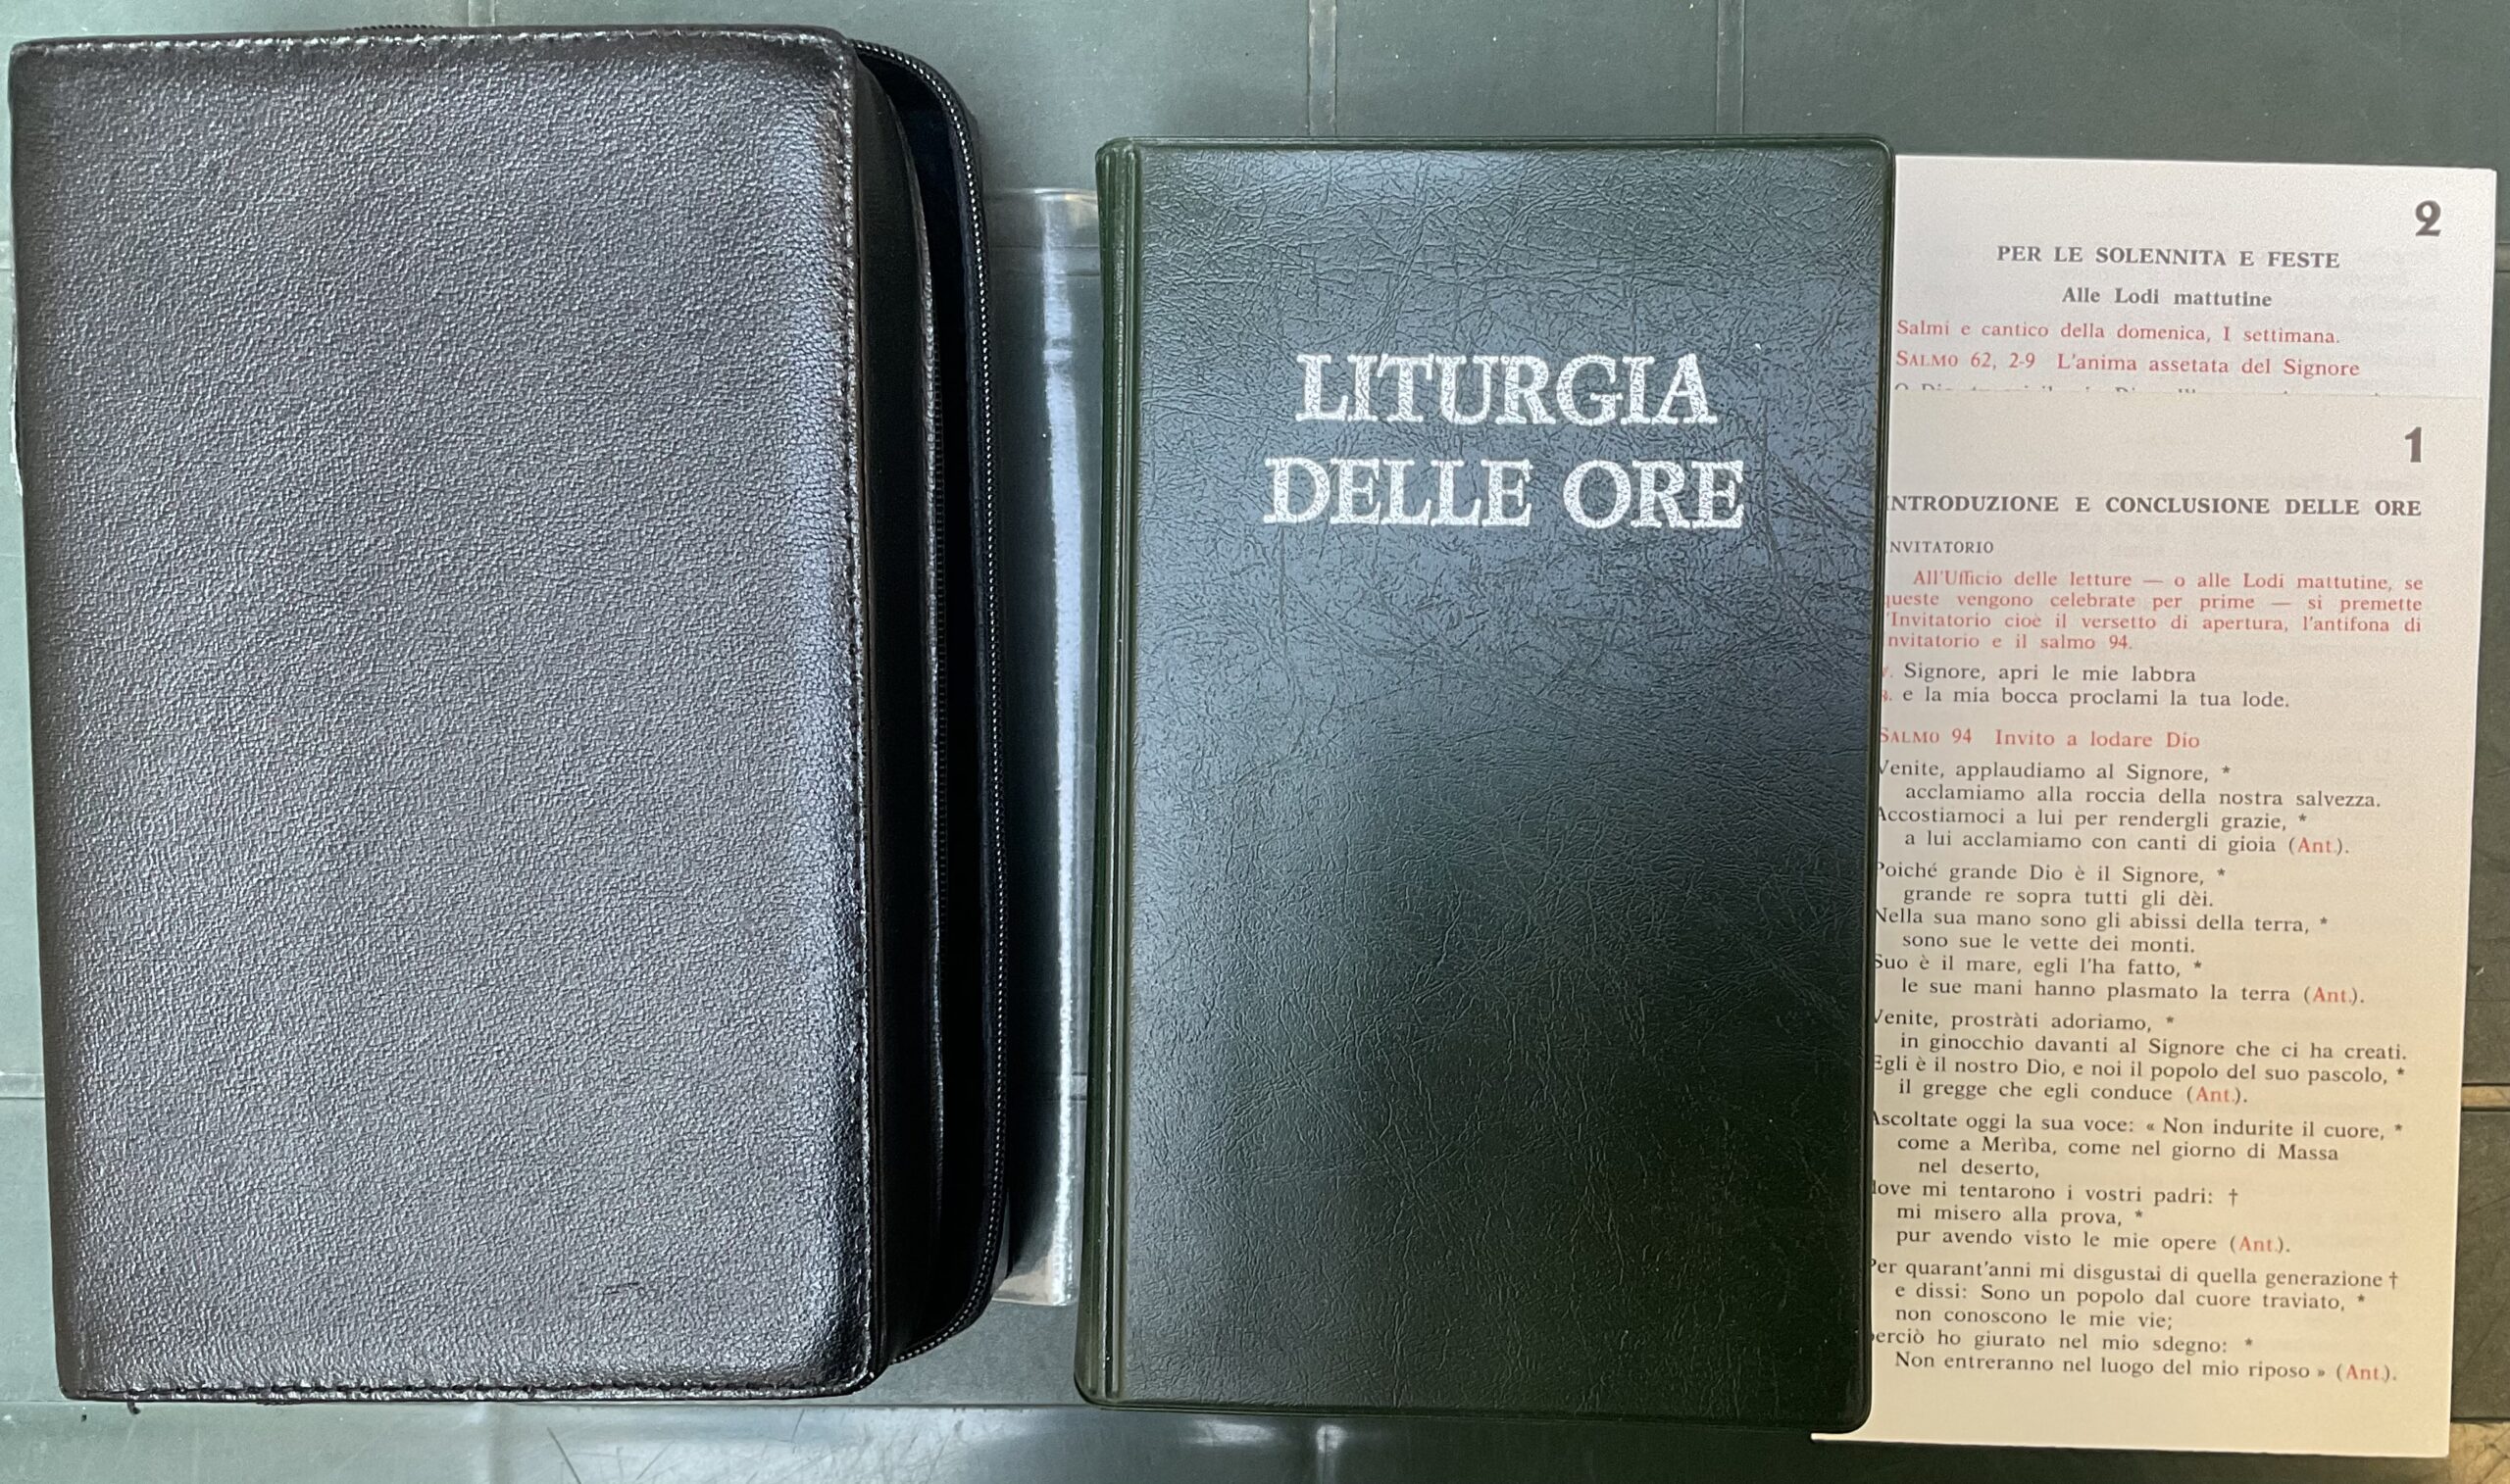 LITURGIA
DELLE ORE
2
PER LE SOLENNITÀ E FESTE
Alle Lodi mattutine
Salmi e cantico della domenica, I settimana.
SALMO 62, 2-9 L'anima assetata del Signore
1
NTRODUZIONE E CONCLUSIONE DELLE ORE
NVITATORIO
All'Ufficio delle letture — o alle Lodi mattutine, se
queste vengono celebrate per prime — si premette
'Invitatorio cioè il versetto di apertura, l'antifona di
nvitatorio e il salmo 94.
Signore, apri le mie labbra
e la mia bocca proclami la tua lode.
SALMO 94 Invito a lodare Dio
Venite, applaudiamo al Signore, *
acclamiamo alla roccia della nostra salvezza.
Accostiamoci a lui per rendergli grazie, *
a lui acclamiamo con canti di gioia (Ant.).
Poiché grande Dio è il Signore, *
grande re sopra tutti gli dèi.
Nella sua mano sono gli abissi della terra, *
sono sue le vette dei monti.
Suo è il mare, egli l'ha fatto, *
le sue mani hanno plasmato la terra (Ant.).
Venite, prostràti adoriamo, *
in ginocchio davanti al Signore che ci ha creati.
Egli è il nostro Dio, e noi il popolo del suo pascolo, *
il gregge che egli conduce (Ant.).
Ascoltate oggi la sua voce: « Non indurite il cuore, *
come a Merìba, come nel giorno di Massa
nel deserto,
dove mi tentarono i vostri padri: †
mi misero alla prova, *
pur avendo visto le mie opere (Ant.).
Per quarant'anni mi disgustai di quella generazione †
e dissi: Sono un popolo dal cuore traviato, *
non conoscono le mie vie;
perciò ho giurato nel mio sdegno: *
Non entreranno nel luogo del mio riposo » (Ant.).